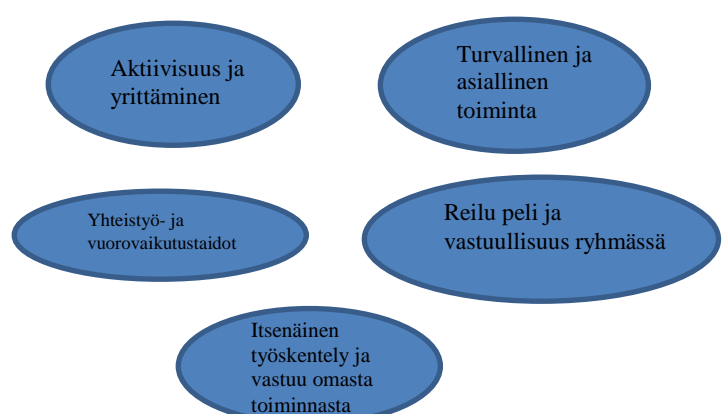 Aktiivisuus ja
yrittäminen
Turvallinen ja
asiallinen
toiminta
Yhteistyö- ja
vuorovaikutustaidot
Reilu peli ja
vastuullisuus ryhmässä
Itsenäinen
työskentely ja
vastuu omasta
toiminnasta